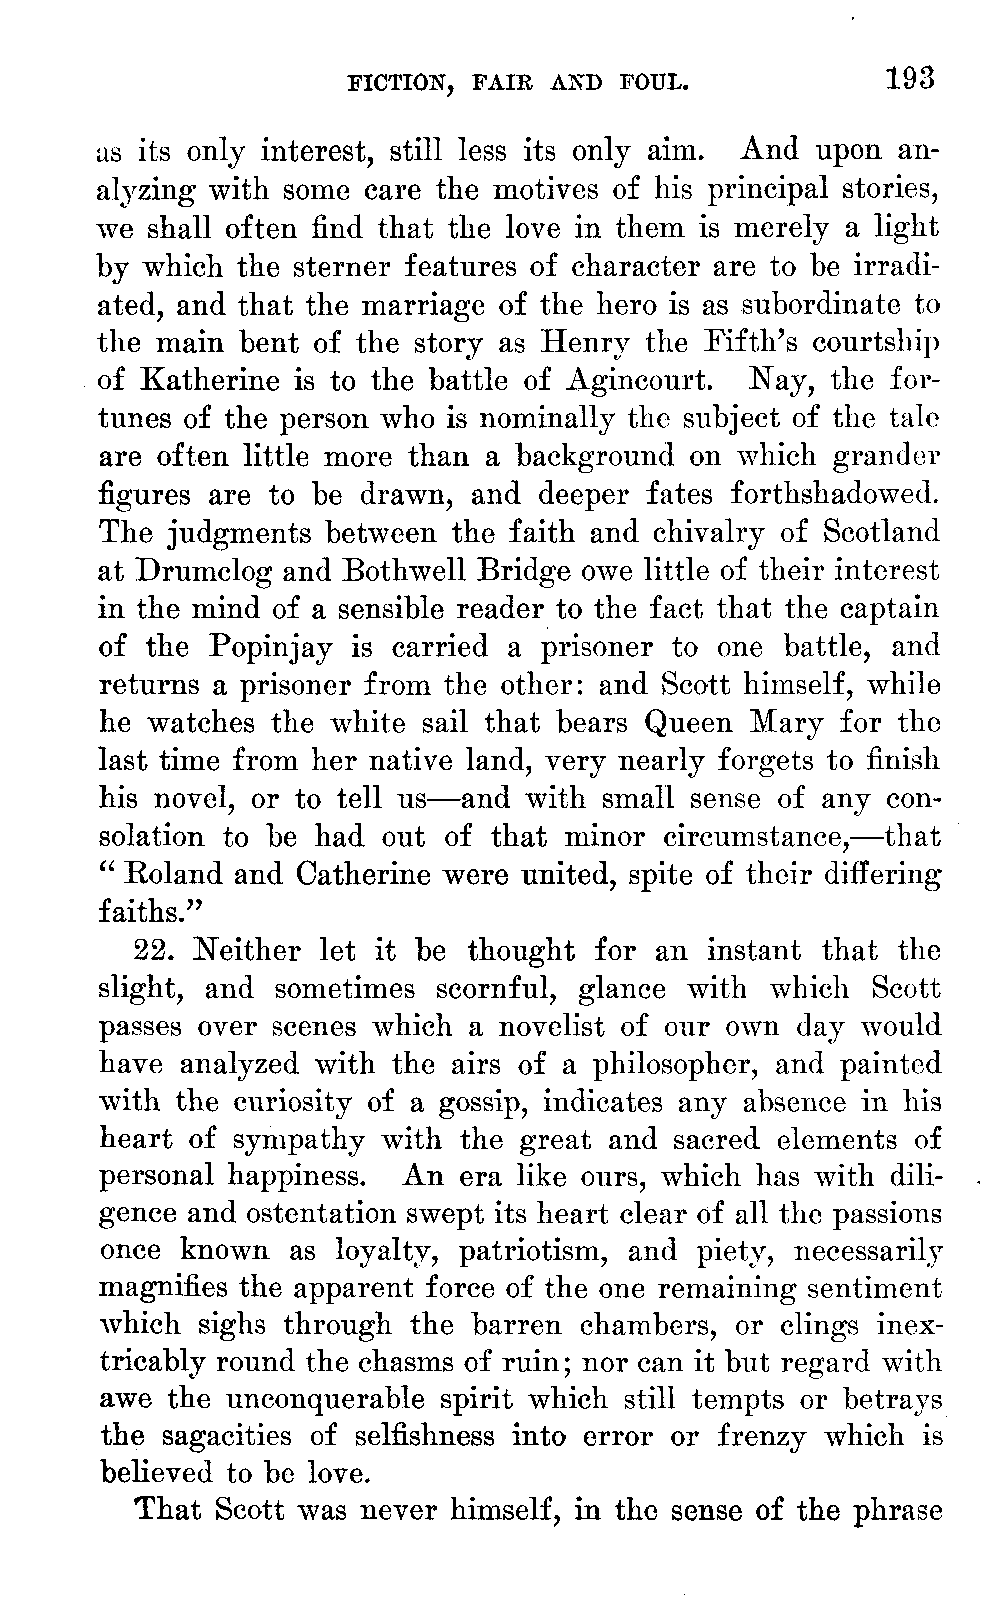 FICTION, FAIR AND FOUL. 193
as its only interest, still less its only aim. And upon an-
alyzing with some care the motives of his principal stories,
we shall often find that the love in them is merely a light
by which the sterner features of character are to be irradi-
ated, and that the marriage of the hero is as subordinate to
the main bent of the story as Henry the Fifth's courtship
of Katherine is to the battle of Agincourt. Nay, the for-
tunes of the person who is nominally the subject of the tale
are often little more than a background on which grander
figures are to be drawn, and deeper fates forthshadowed.
The judgments between the faith and chivalry of Scotland
at Drumclog and Bothwell Bridge owe little of their interest
in the mind of a sensible reader to the fact that the captain
of the Popinjay is carried a prisoner to one battle, and
returns a prisoner from the other: and Scott himself, while
he watches the white sail that bears Queen Mary for the
last time from her native land, very nearly forgets to finish
his novel, or to tell us—and with small sense of any con-
solation to be had out of that minor circumstance,—that
“Roland and Catherine were united, spite of their differing
faiths.”
22. Neither let it be thought for an instant that the
slight, and sometimes scornful, glance with which Scott
passes over scenes which a novelist of our own day would
have analyzed with the airs of a philosopher, and painted
with the curiosity of a gossip, indicates any absence in his
heart of sympathy with the great and sacred elements of
personal happiness. An era like ours, which has with dili-
gence and ostentation swept its heart clear of all the passions
once known as loyalty, patriotism, and piety, necessarily
magnifies the apparent force of the one remaining sentiment
which sighs through the barren chambers, or clings inex-
tricably round the chasms of ruin; nor can it but regard with
awe the unconquerable spirit which still tempts or betrays
the sagacities of selfishness into error or frenzy which is
believed to be love.
That Scott was never himself, in the sense of the phrase